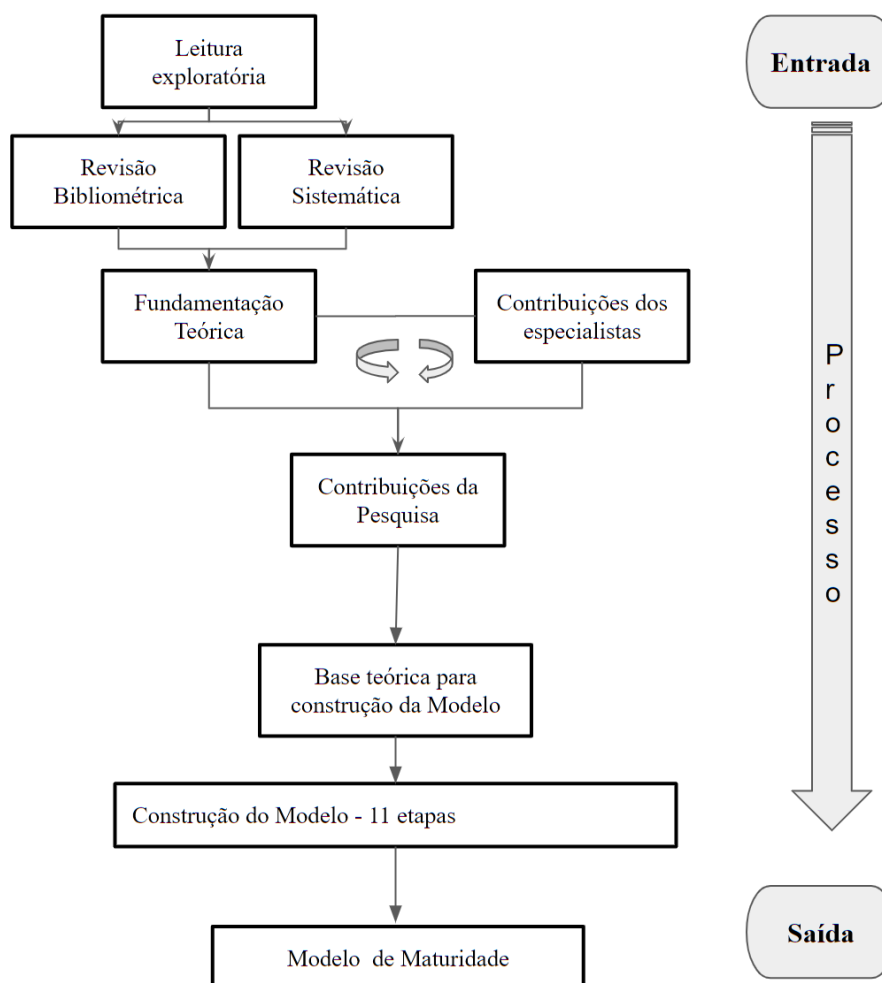 Leitura
exploratória
Entrada
Revisão
Bibliométrica
Revisão
Sistemática
Fundamentação
Teórica
Contribuições dos
especialistas
Processo
Contribuições da
Pesquisa
Base teórica para
construção da Modelo
Construção do Modelo - 11 etapas
Modelo de Maturidade
Saída